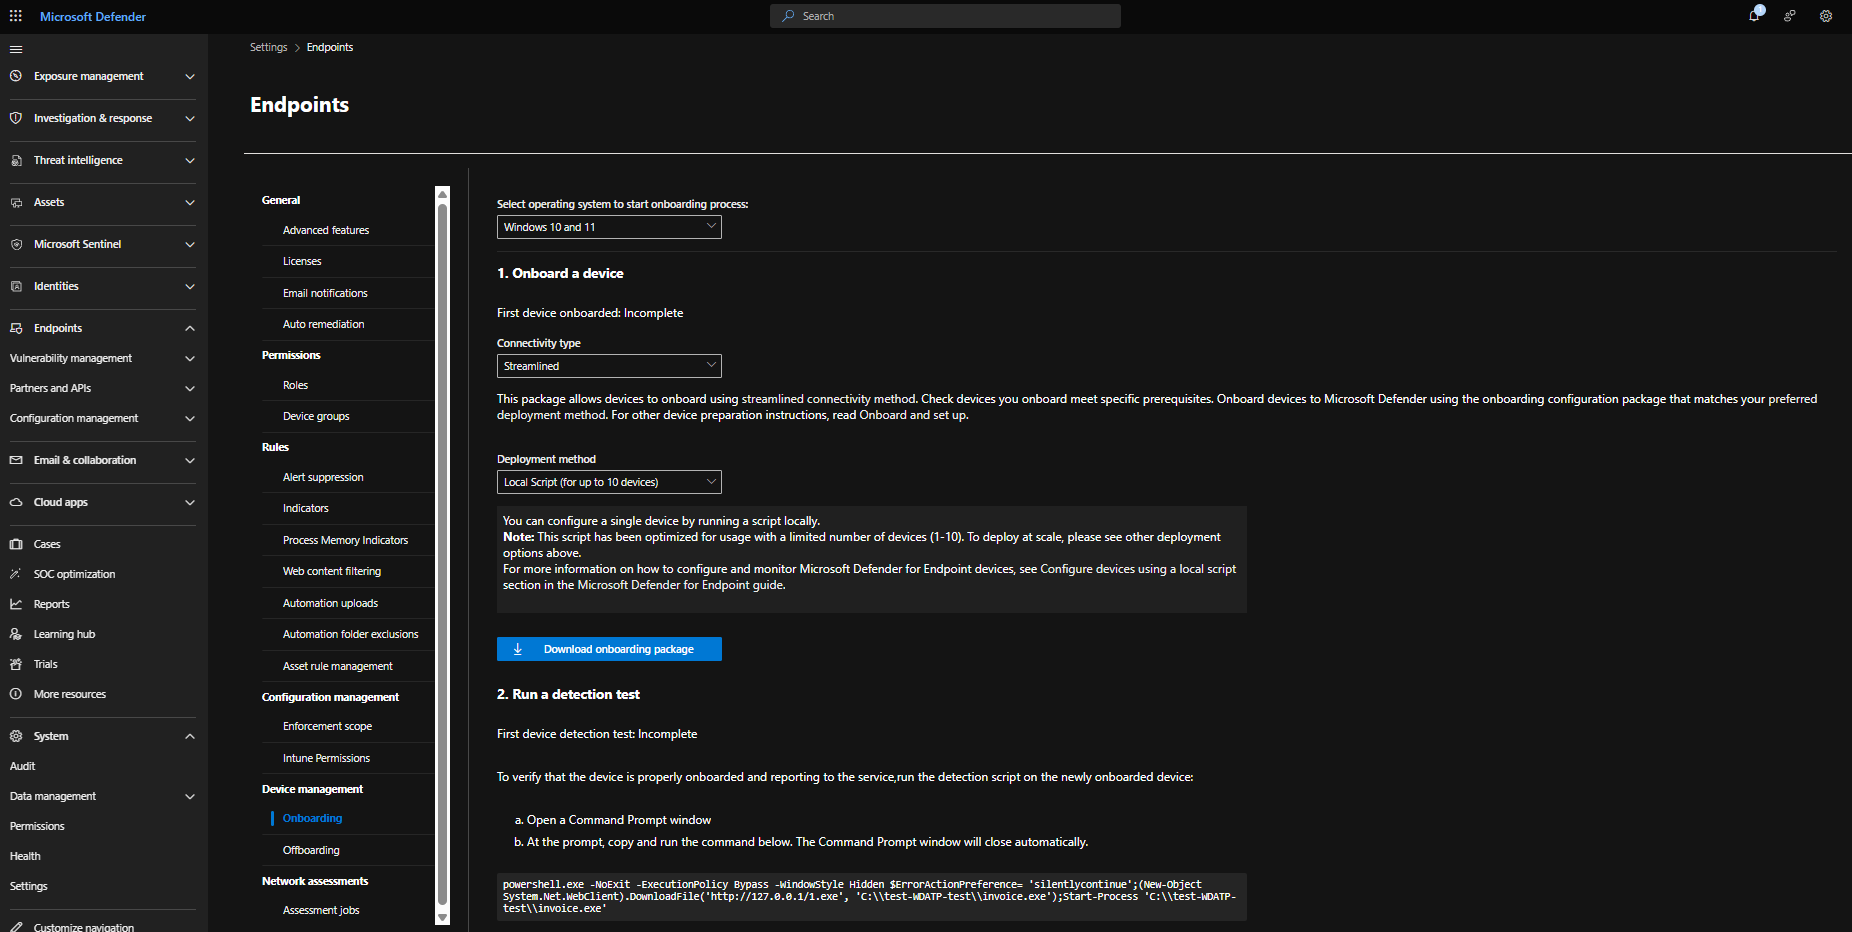 Microsoft Defender
Search
1
Exposure management
Investigation & response
Threat intelligence
Assets
Microsoft Sentinel
Identities
Endpoints
Vulnerability management
Partners and APIs
Configuration management
Email & collaboration
Cloud apps
Cases
SOC optimization
Reports
Learning hub
Trials
More resources
System
Audit
Data management
Permissions
Health
Settings
Customize navigation
Settings > Endpoints
Endpoints
General
Advanced features
Licenses
Email notifications
Auto remediation
Permissions
Roles
Device groups
Rules
Alert suppression
Indicators
Process Memory Indicators
Web content filtering
Automation uploads
Automation folder exclusions
Asset rule management
Configuration management
Enforcement scope
Intune Permissions
Device management
Onboarding
Offboarding
Network assessments
Assessment jobs
Select operating system to start onboarding process:
Windows 10 and 11
1. Onboard a device
First device onboarded: Incomplete
Connectivity type
Streamlined
This package allows devices to onboard using streamlined connectivity method. Check devices you onboard meet specific prerequisites. Onboard devices to Microsoft Defender using the onboarding configuration package that matches your preferred
deployment method. For other device preparation instructions, read Onboard and set up.
Deployment method
Local Script (for up to 10 devices)
You can configure a single device by running a script locally.
Note: This script has been optimized for usage with a limited number of devices (1-10). To deploy at scale, please see other deployment
options above.
For more information on how to configure and monitor Microsoft Defender for Endpoint devices, see Configure devices using a local script
section in the Microsoft Defender for Endpoint guide.
Download onboarding package
2. Run a detection test
First device detection test: Incomplete
To verify that the device is properly onboarded and reporting to the service,run the detection script on the newly onboarded device:
a. Open a Command Prompt window
b. At the prompt, copy and run the command below. The Command Prompt window will close automatically.
powershell.exe -NoExit -ExecutionPolicy Bypass -WindowStyle Hidden $ErrorActionPreference= 'silentlycontinue';(New-Object
System.Net.WebClient).DownloadFile('http://127.0.0.1/1.exe', 'C:\\test-WDATP-test\\invoice.exe');Start-Process 'C:\\test-WDATP-
test\\invoice.exe'